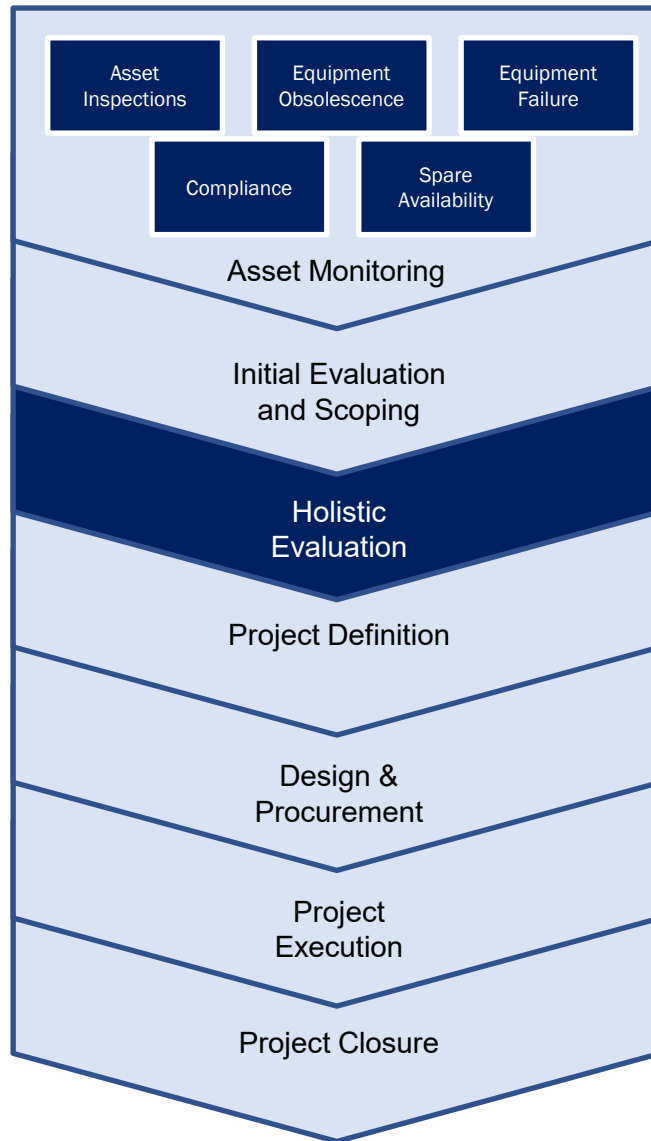 Asset
Inspections
Equipment
Obsolescence
Equipment
Failure
Compliance
Spare
Availability
Asset Monitoring
Initial Evaluation
and Scoping
Holistic
Evaluation
Project Definition
Design &
Procurement
Project
Execution
Project Closure